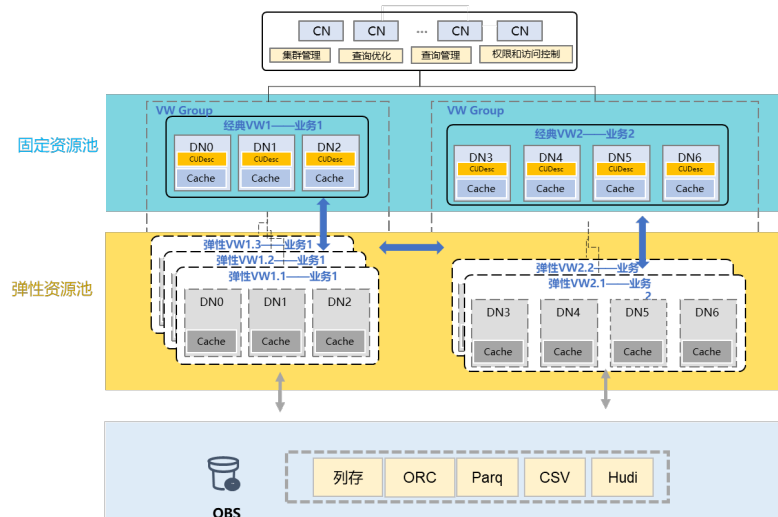 CN CN ... CN CN
集群管理 查询优化 查询管理 权限和访问控制
固定资源池
VW Group
经典VW1——业务1
DN0 DN1 DN2
CUDesc CUDesc CUDesc
Cache Cache Cache
VW Group
经典VW2——业务2
DN3 DN4 DN5 DN6
CUDesc CUDesc CUDesc CUDesc
Cache Cache Cache Cache
弹性资源池
弹性VW1.3——业务1
弹性VW1.2——业务1
弹性VW1.1——业务1
DN0 DN1 DN2
Cache Cache Cache
弹性VW2.2——业务
弹性VW2.1——业务
2
DN3 DN4 DN5 DN6
Cache Cache Cache Cache
OBS
列存 ORC Parq CSV Hudi